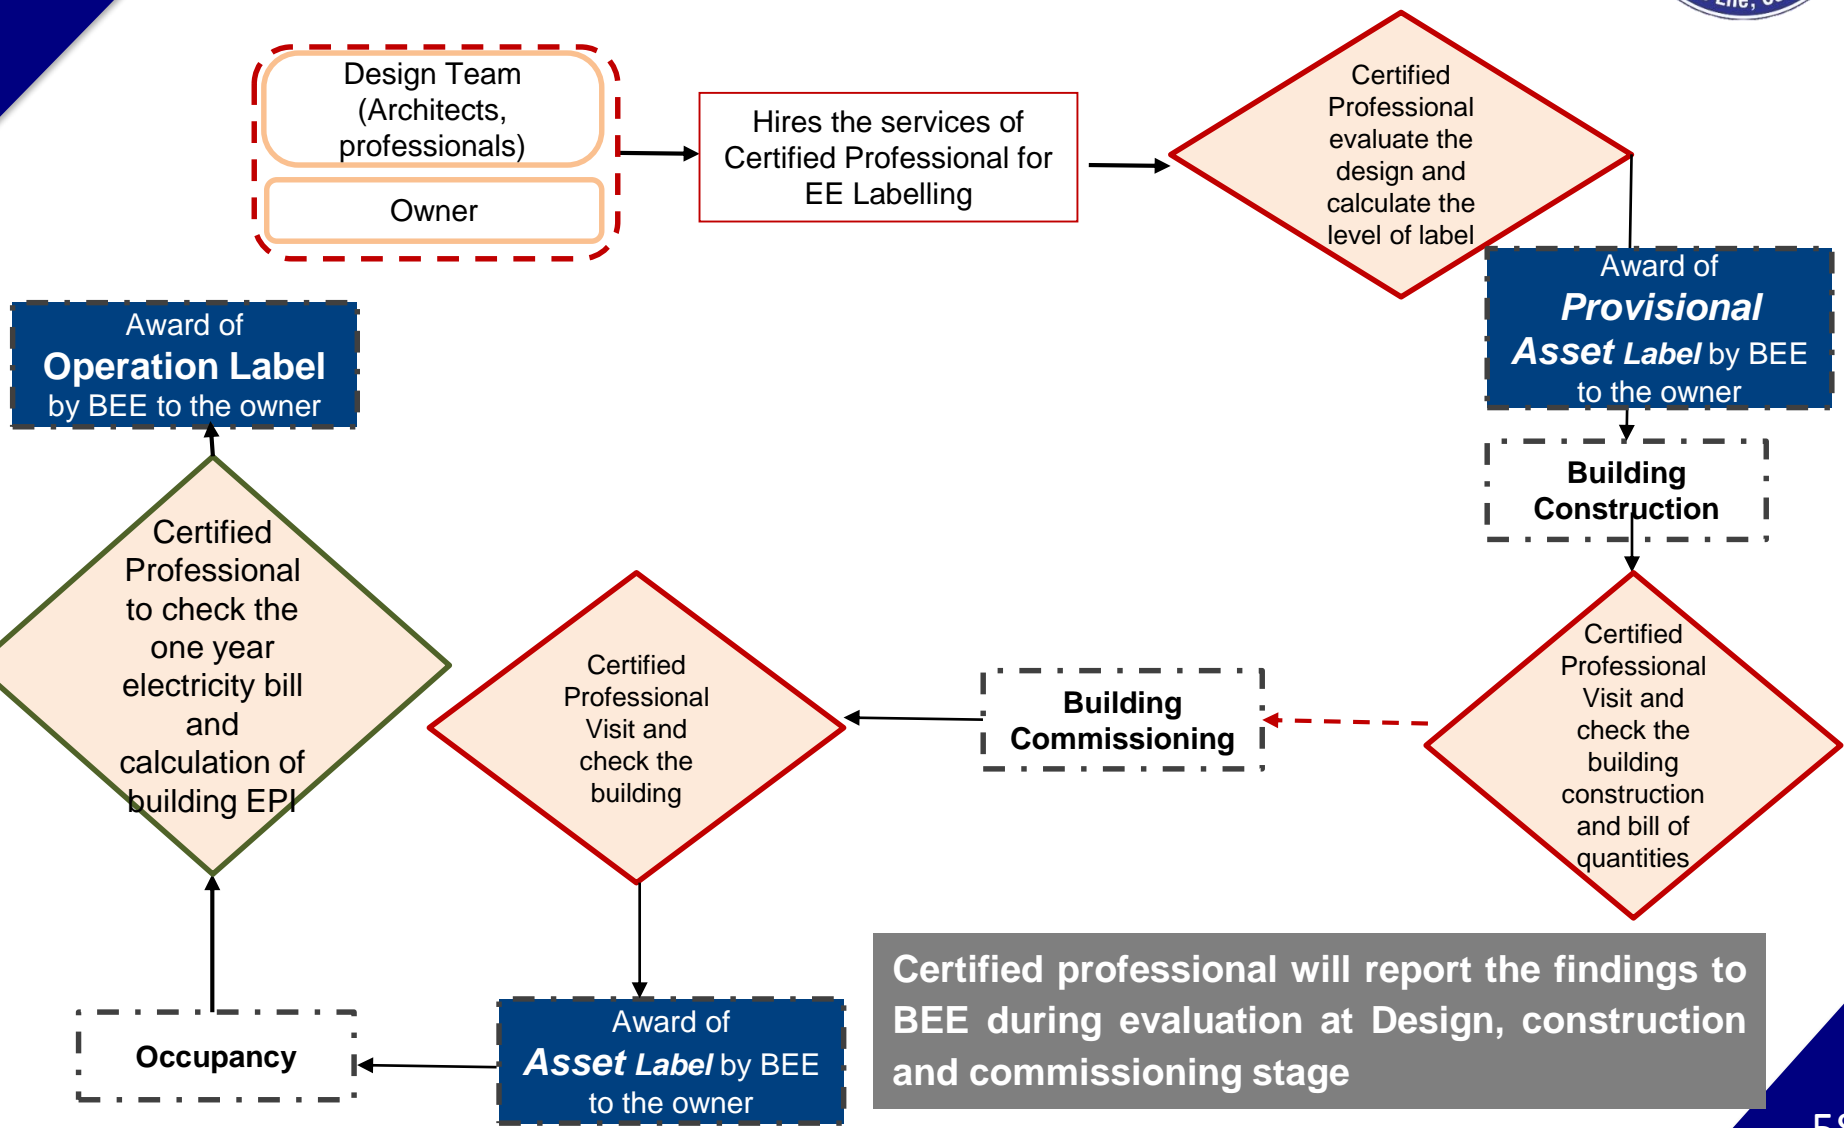 Design Team
(Architects,
professionals)
Owner
Hires the services of
Certified Professional for
EE Labelling
Certified
Professional
evaluate the
design and
calculate the
level of label
Award of
Provisional
Asset Label by BEE
to the owner
Building
Construction
Certified
Professional
Visit and
check the
building
construction
and bill of
quantities
Building
Commissioning
Certified
Professional
Visit and
check the
building
Award of
Asset Label by BEE
to the owner
Occupancy
Certified
Professional
to check the
one year
electricity bill
and
calculation of
building EPI
Award of
Operation Label
by BEE to the owner
Certified professional will report the findings to
BEE during evaluation at Design, construction
and commissioning stage